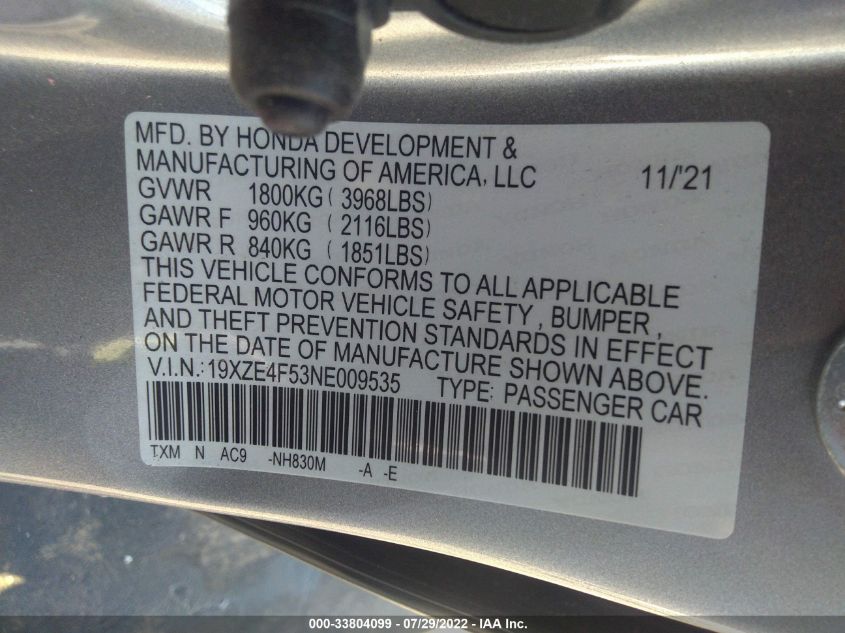 MFD. BY HONDA DEVELOPMENT &
MANUFACTURING OF AMERICA, LLC 11/'21
GVWR 1800KG ( 3968LBS)
GAWR F 960KG ( 2116LBS)
GAWR R 840KG ( 1851LBS)
THIS VEHICLE CONFORMS TO ALL APPLICABLE
FEDERAL MOTOR VEHICLE SAFETY , BUMPER ,
AND THEFT PREVENTION STANDARDS IN EFFECT
ON THE DATE OF MANUFACTURE SHOWN ABOVE.
V.I.N.:19XZE4F53NE009535 TYPE: PASSENGER CAR
TXM N AC9 -NH830M -A -E
000-33804099 - 07/29/2022 - IAA Inc.